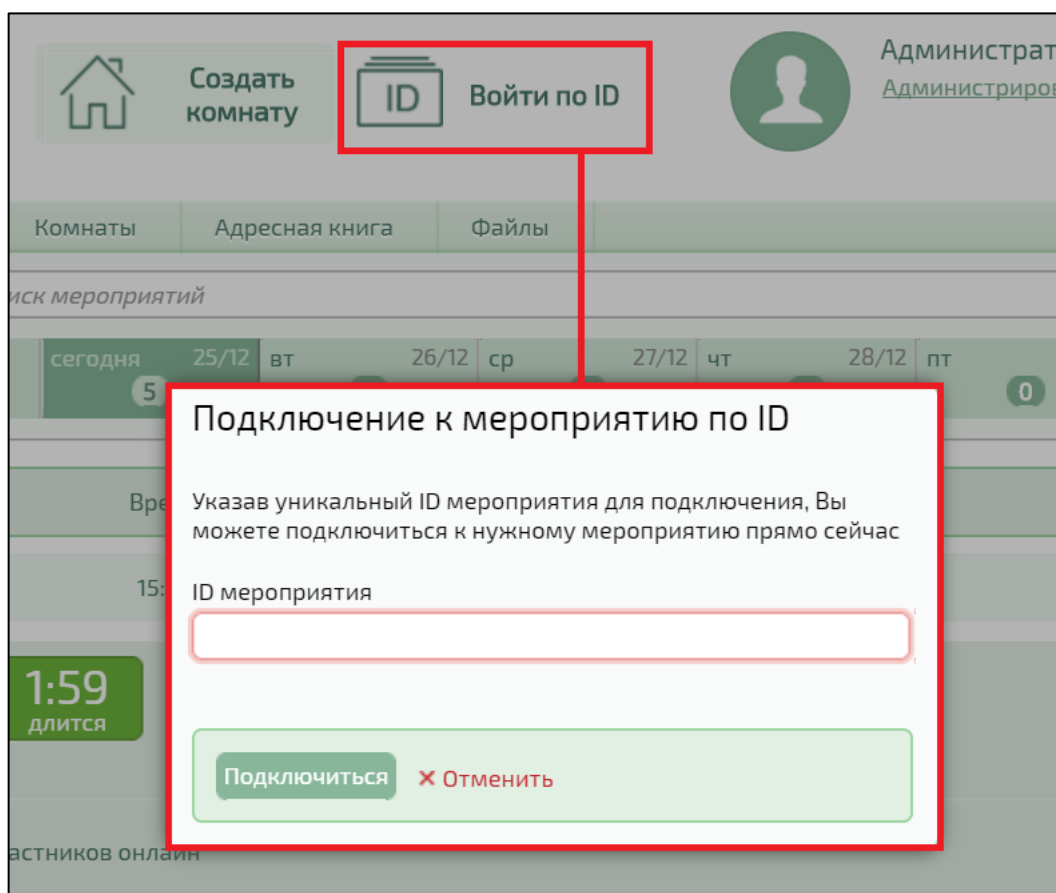 Создать
комнату
ID
Войти по ID
Администрат
Администриров
Комнаты
Адресная книга
Файлы
иск мероприятий
сегодня 25/12 вт 26/12 ср 27/12 чт 28/12 пт
5
0
Подключение к мероприятию по ID
Вре
Указав уникальный ID мероприятия для подключения, Вы
можете подключиться к нужному мероприятию прямо сейчас
15:
ID мероприятия
1:59
длится
Подключиться
× Отменить
астников онлайн